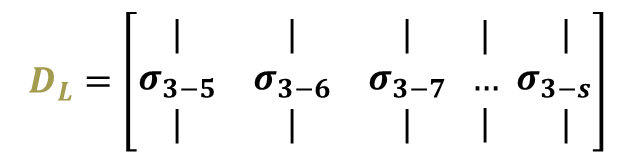 | | | | |
D_L = [ σ_{3−5} σ_{3−6} σ_{3−7} … σ_{3−s} ]
| | | | |